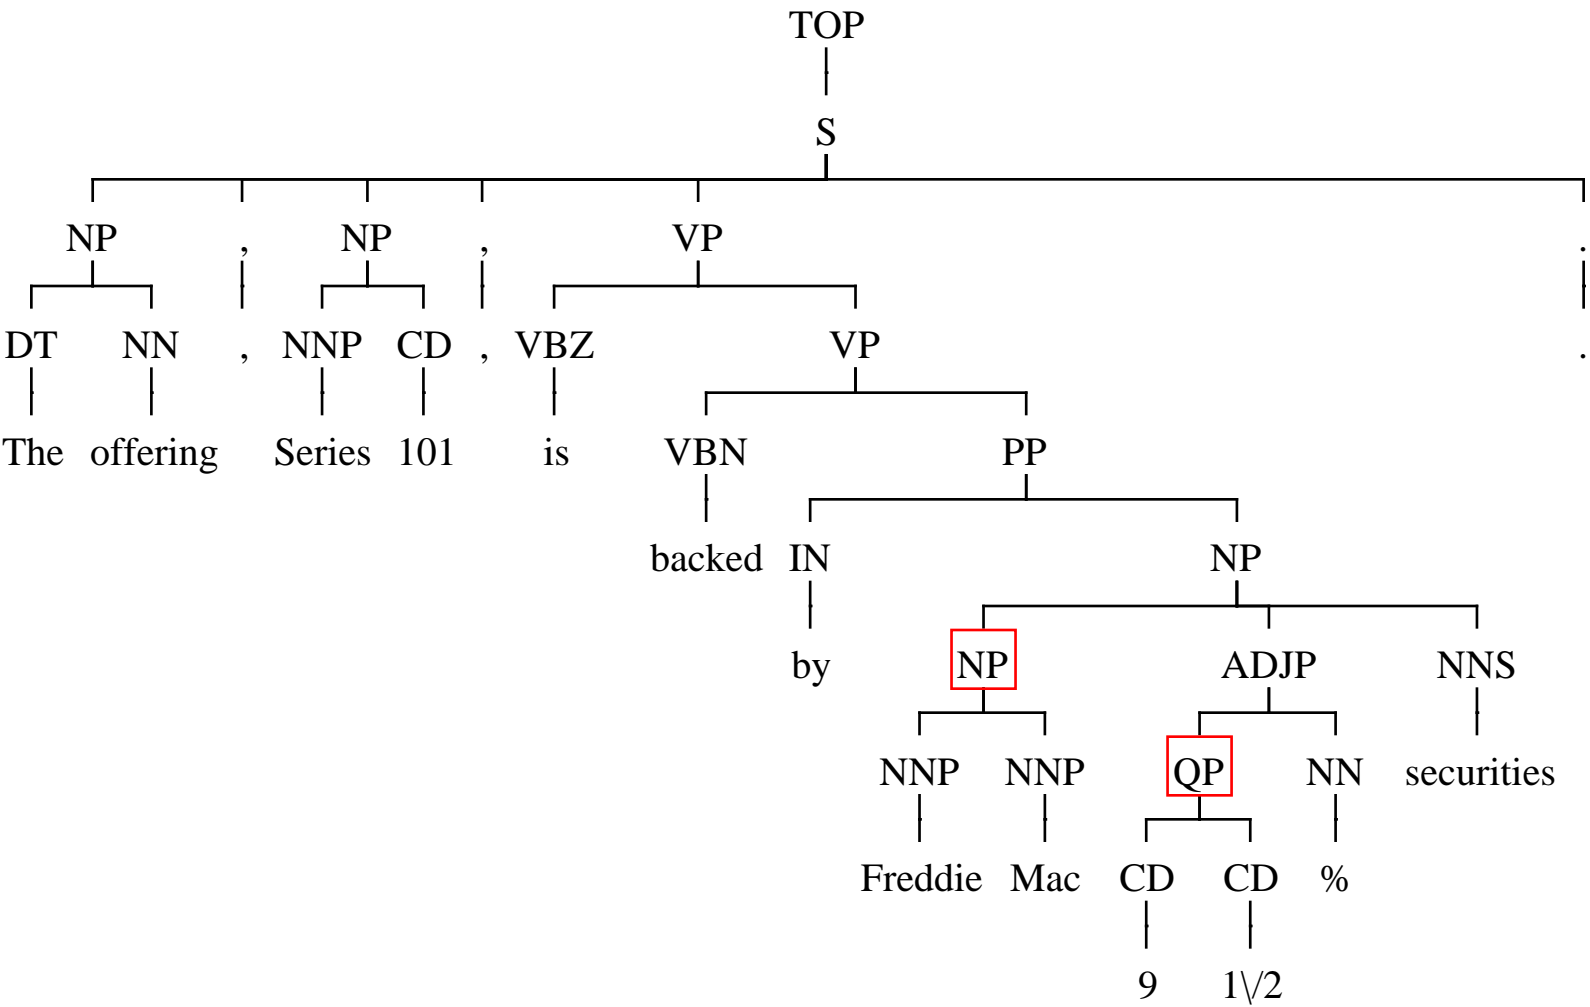 TOP
S
NP , NP , VP .
DT NN , NNP CD , VBZ VP .
The offering Series 101 is VBN PP
backed IN NP
by NP ADJP NNS
NNP NNP QP NN securities
Freddie Mac CD CD %
9 1\/2